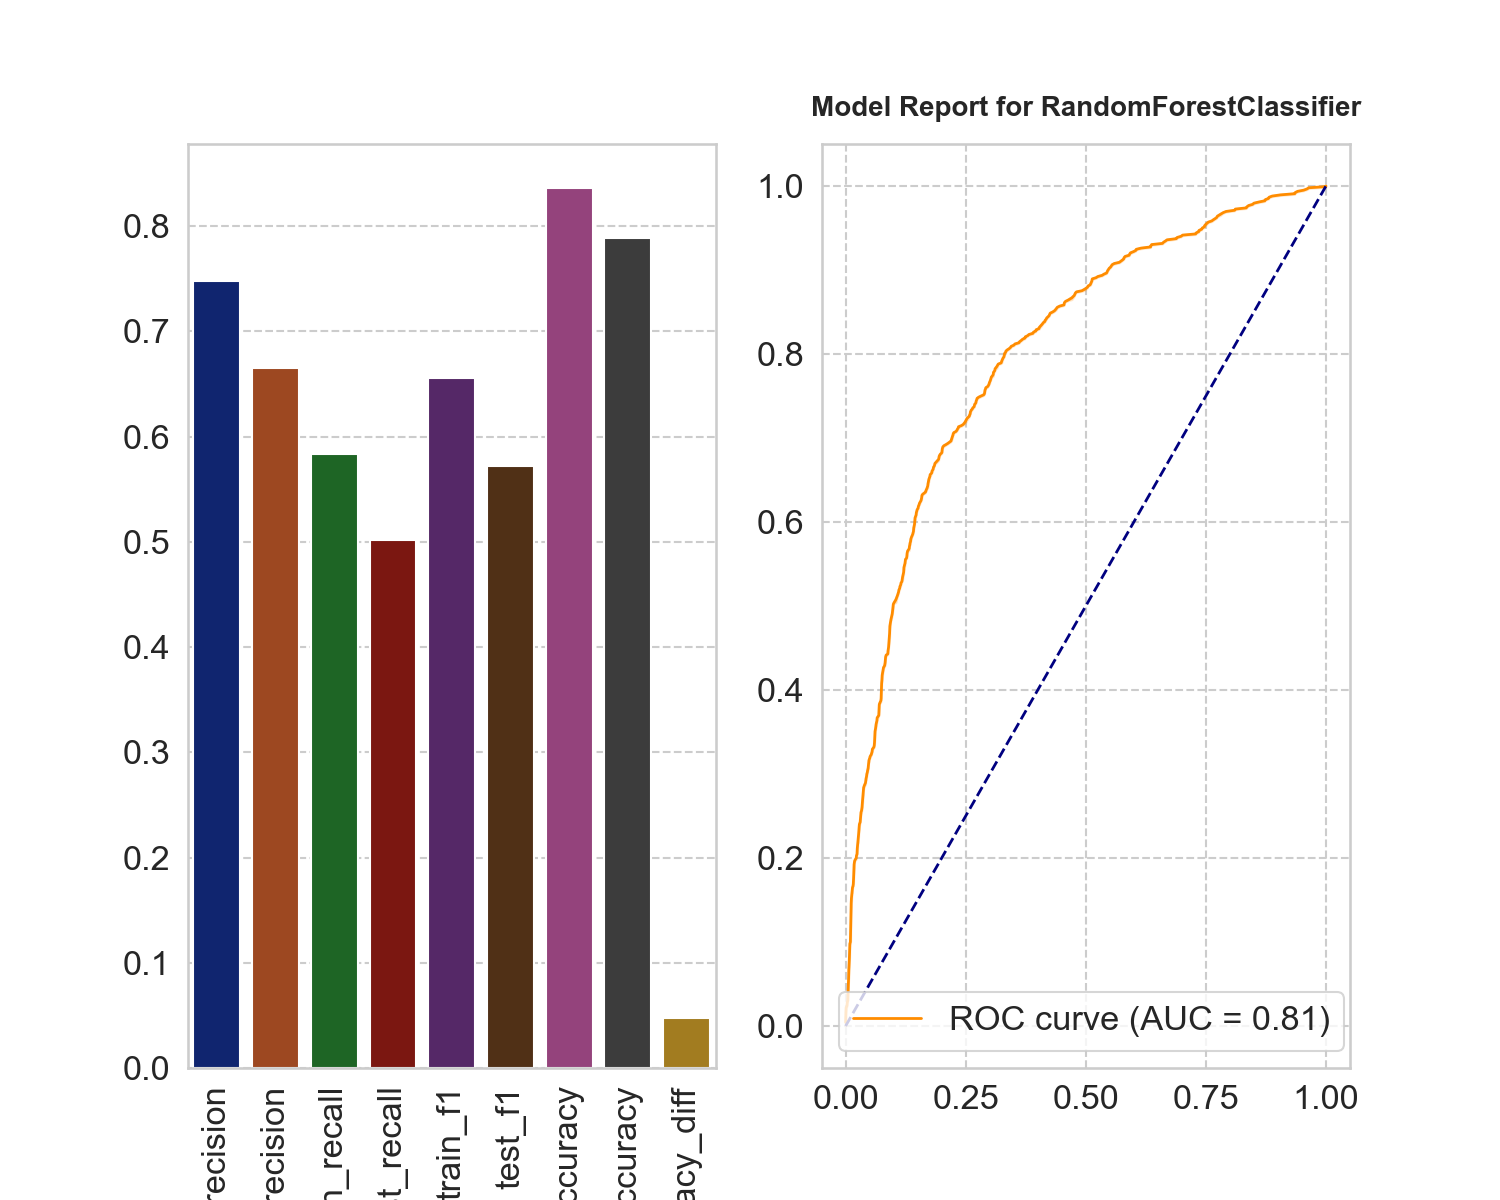 0.8
0.7
0.6
0.5
0.4
0.3
0.2
0.1
0.0
recision
recision
n_recall
t_recall
train_f1
test_f1
ccuracy
ccuracy
acy_diff
Model Report for RandomForestClassifier
1.0
0.8
0.6
0.4
0.2
0.0
ROC curve (AUC = 0.81)
0.00 0.25 0.50 0.75 1.00